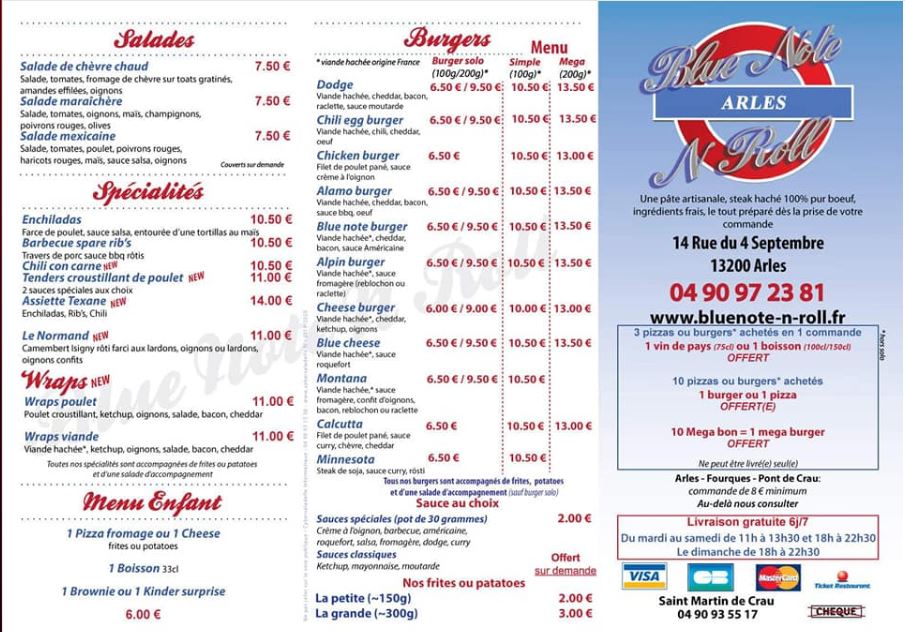 Salades
Salade de chèvre chaud 7.50 €
Salade, tomates, fromage de chèvre sur toats gratinés,
amandes effilées, oignons
Salade maraîchère 7.50 €
Salade, tomates, oignons, maïs, champignons,
poivrons rouges, olives
Salade mexicaine 7.50 €
Salade, tomates, poulet, poivrons rouges,
haricots rouges, maïs, sauce salsa, oignons
Couverts sur demande
Spécialités
Enchiladas 10.50 €
Farce de poulet, sauce salsa, entourée d'une tortillas au maïs
Barbecue spare rib's 10.50 €
Travers de porc sauce bbq rôtis
Chili con carne NEW 10.50 €
Tenders croustillant de poulet NEW 11.00 €
2 sauces spéciales aux choix
Assiette Texane NEW 14.00 €
Enchiladas, Rib's, Chili
Le Normand NEW 11.00 €
Camembert Isigny rôti farci aux lardons, oignons ou lardons,
oignons confits
Wraps NEW
Wraps poulet 11.00 €
Poulet croustillant, ketchup, oignons, salade, bacon, cheddar
Wraps viande 11.00 €
Viande hachée*, ketchup, oignons, salade, bacon, cheddar
Toutes nos spécialités sont accompagnées de frites ou patatoes
et d'une salade d'accompagnement
Menu Enfant
1 Pizza fromage ou 1 Cheese
frites ou potatoes
1 Boisson 33cl
1 Brownie ou 1 Kinder surprise
6.00 €
Burgers
Menu
* viande hachée origine France Burger solo Simple Mega
(100g/200g)* (100g)* (200g)*
Dodge 6.50 € / 9.50 € 10.50 € 13.50 €
Viande hachée, cheddar, bacon,
raclette, sauce moutarde
Chili egg burger 6.50 € / 9.50 € 10.50 € 13.50 €
Viande hachée, chili, cheddar,
oeuf
Chicken burger 6.50 € 10.50 € 13.00 €
Filet de poulet pané, sauce
crème à l'oignon
Alamo burger 6.50 € / 9.50 € 10.50 € 13.50 €
Viande hachée, cheddar, bacon,
sauce bbq, oeuf
Blue note burger 6.50 € / 9.50 € 10.50 € 13.50 €
Viande hachée*, cheddar,
bacon, sauce Américaine
Alpin burger 6.50 € / 9.50 € 10.50 € 13.50 €
Viande hachée*, sauce
fromagère (reblochon ou
raclette)
Cheese burger 6.00 € / 9.00 € 10.00 € 13.00 €
Viande hachée*, cheddar,
ketchup, oignons
Blue cheese 6.50 € / 9.50 € 10.50 € 13.50 €
Viande hachée*, sauce
roquefort
Montana 6.50 € / 9.50 € 10.50 €
Viande hachée,* sauce
fromagère, confit d'oignons,
bacon, reblochon ou raclette
Calcutta 6.50 € 10.50 € 13.00 €
Filet de poulet pané, sauce
curry, chèvre, cheddar
Minnesota 6.50 € 10.50 €
Steak de soja, sauce curry, rösti
Tous nos burgers sont accompagnés de frites, potatoes
et d'une salade d'accompagnement (sauf burger solo)
Sauce au choix
Sauces spéciales (pot de 30 grammes) 2.00 €
Crème à l'oignon, barbecue, américaine,
roquefort, salsa, fromagère, dodge, curry
Sauces classiques Offert
Ketchup, mayonnaise, moutarde sur demande
Nos frites ou patatoes
La petite (~150g) 2.00 €
La grande (~300g) 3.00 €
Blue Note
ARLES
N Roll
Une pâte artisanale, steak haché 100% pur boeuf,
ingrédients frais, le tout préparé dès la prise de votre
commande
14 Rue du 4 Septembre
13200 Arles
04 90 97 23 81
www.bluenote-n-roll.fr
3 pizzas ou burgers* achetés en 1 commande
1 vin de pays (75cl) ou 1 boisson (100cl/150cl)
OFFERT
10 pizzas ou burgers* achetés
1 burger ou 1 pizza
OFFERT(E)
10 Mega bon = 1 mega burger
OFFERT
*hors solo
Ne peut être livré(e) seul(e)
Arles - Fourques - Pont de Crau:
commande de 8 € minimum
Au-delà nous consulter
Livraison gratuite 6j/7
Du mardi au samedi de 11h à 13h30 et 18h à 22h30
Le dimanche de 18h à 22h30
VISA CB MasterCard Ticket Restaurant
Saint Martin de Crau
04 90 93 55 17
CHEQUE
Blue Note n Roll